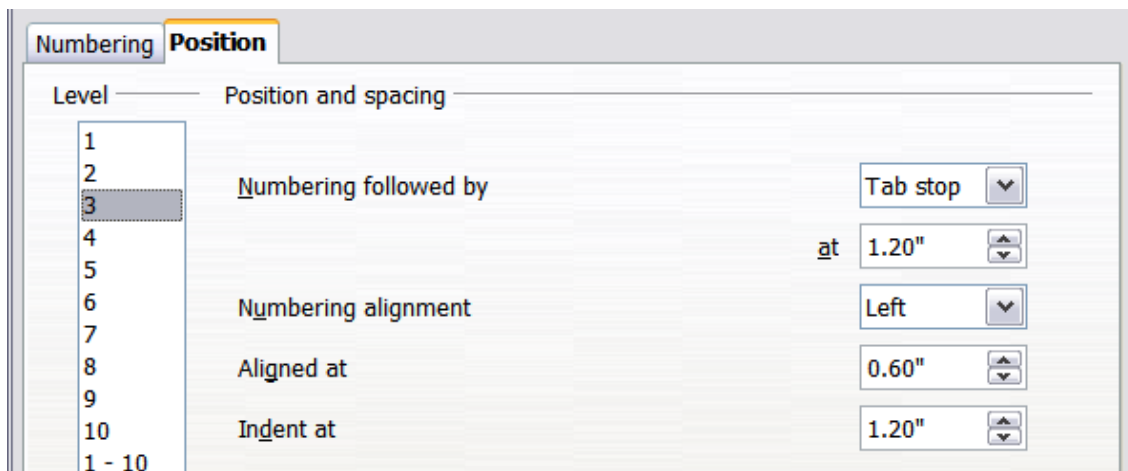 Numbering Position
Level Position and spacing
1
2
Numbering followed by Tab stop
3
4
at 1.20"
5
6
Numbering alignment Left
7
8
Aligned at 0.60"
9
10
Indent at 1.20"
1 - 10